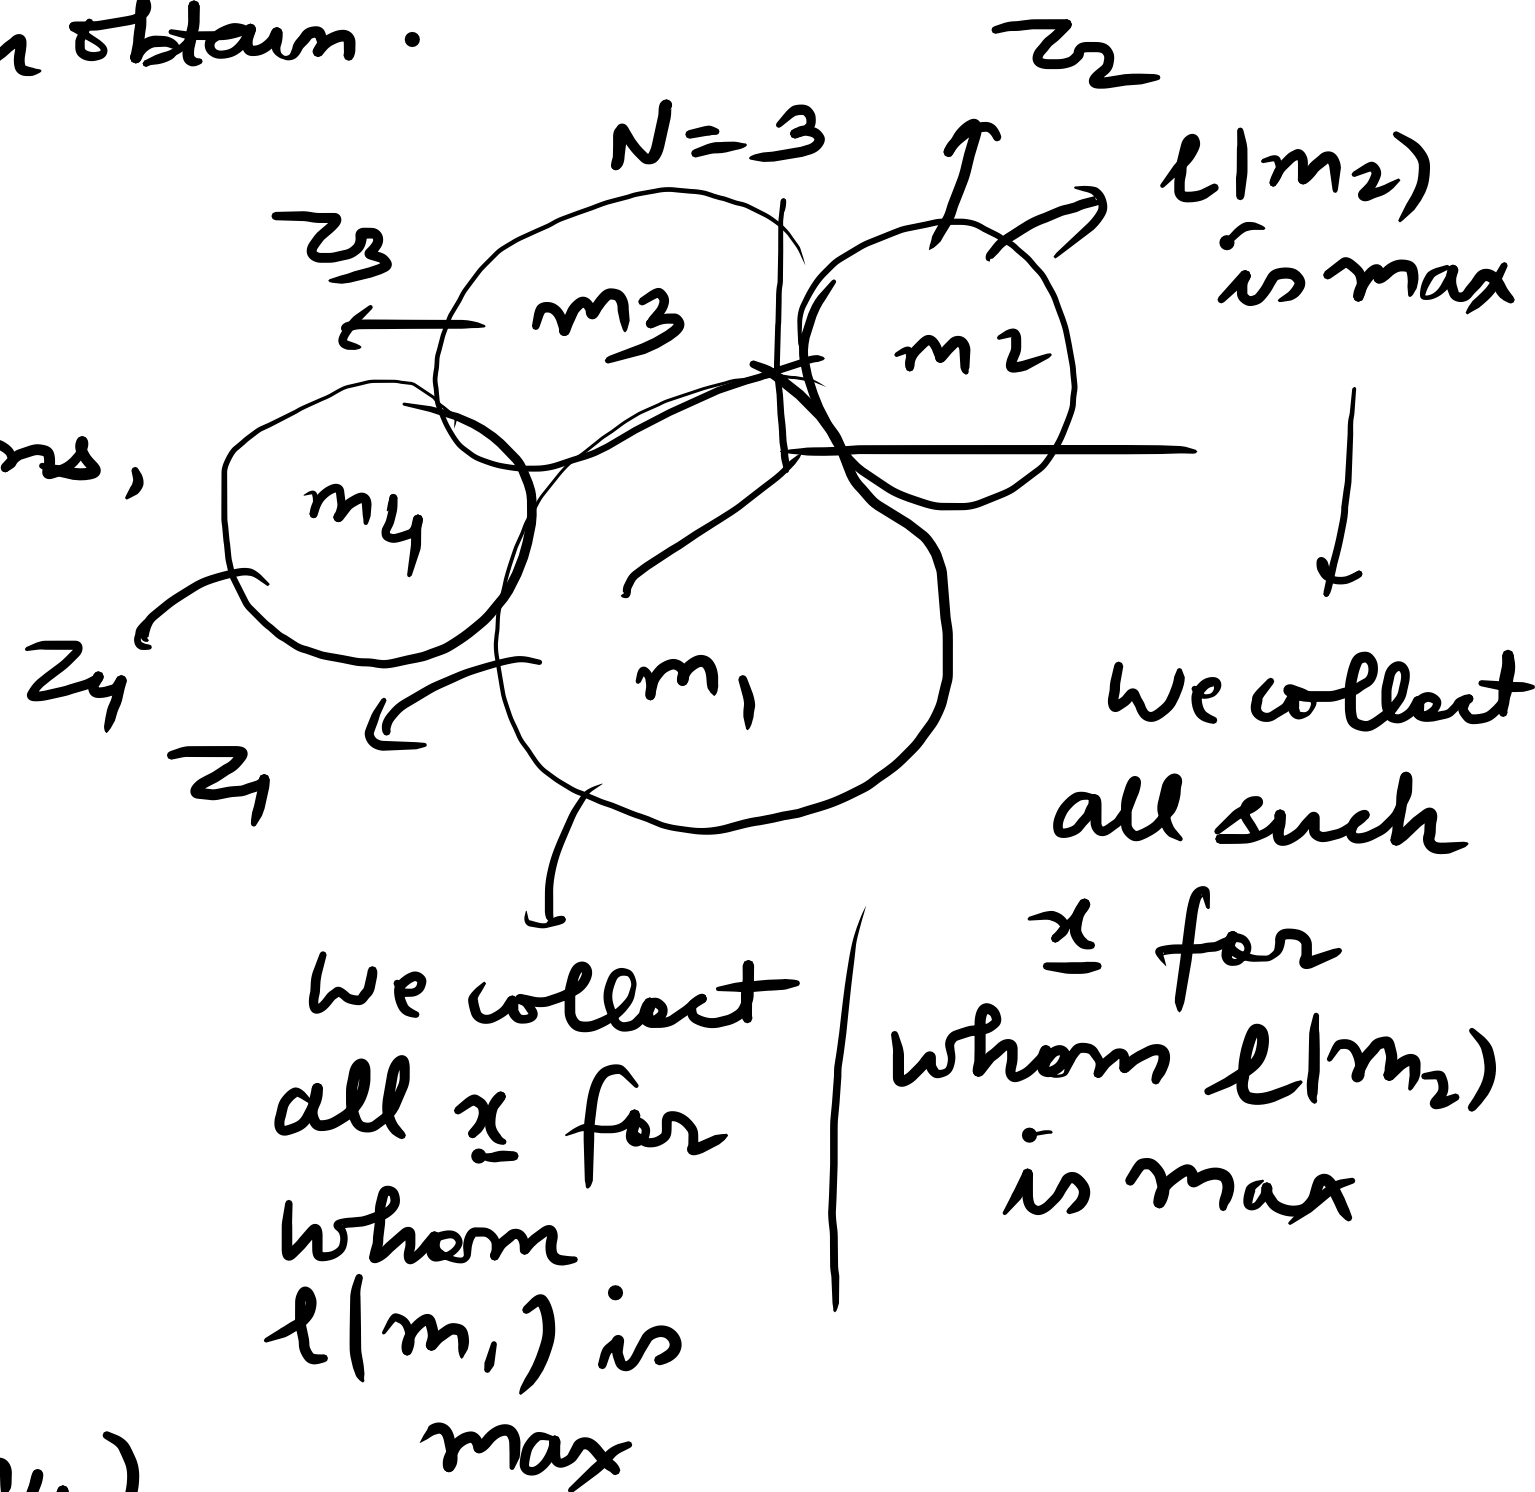 obtain.
N=3
Z2
l(m2)
is max
Z3
m3
m2
m4
Z4
Z1
m1
we collect
all such
x for
whom l(m2)
is max
we collect
all x for
whom
l(m1) is
max